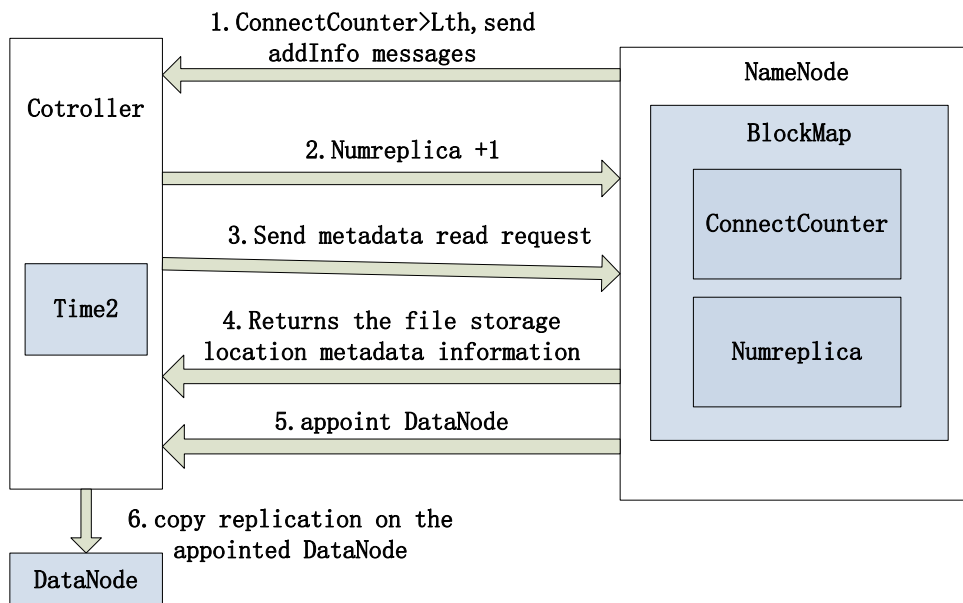 1.ConnectCounter>Lth,send
addInfo messages
NameNode
Cotroller
BlockMap
2.Numreplica +1
ConnectCounter
3.Send metadata read request
Time2
4.Returns the file storage
location metadata information
Numreplica
5.appoint DataNode
6.copy replication on the
appointed DataNode
DataNode